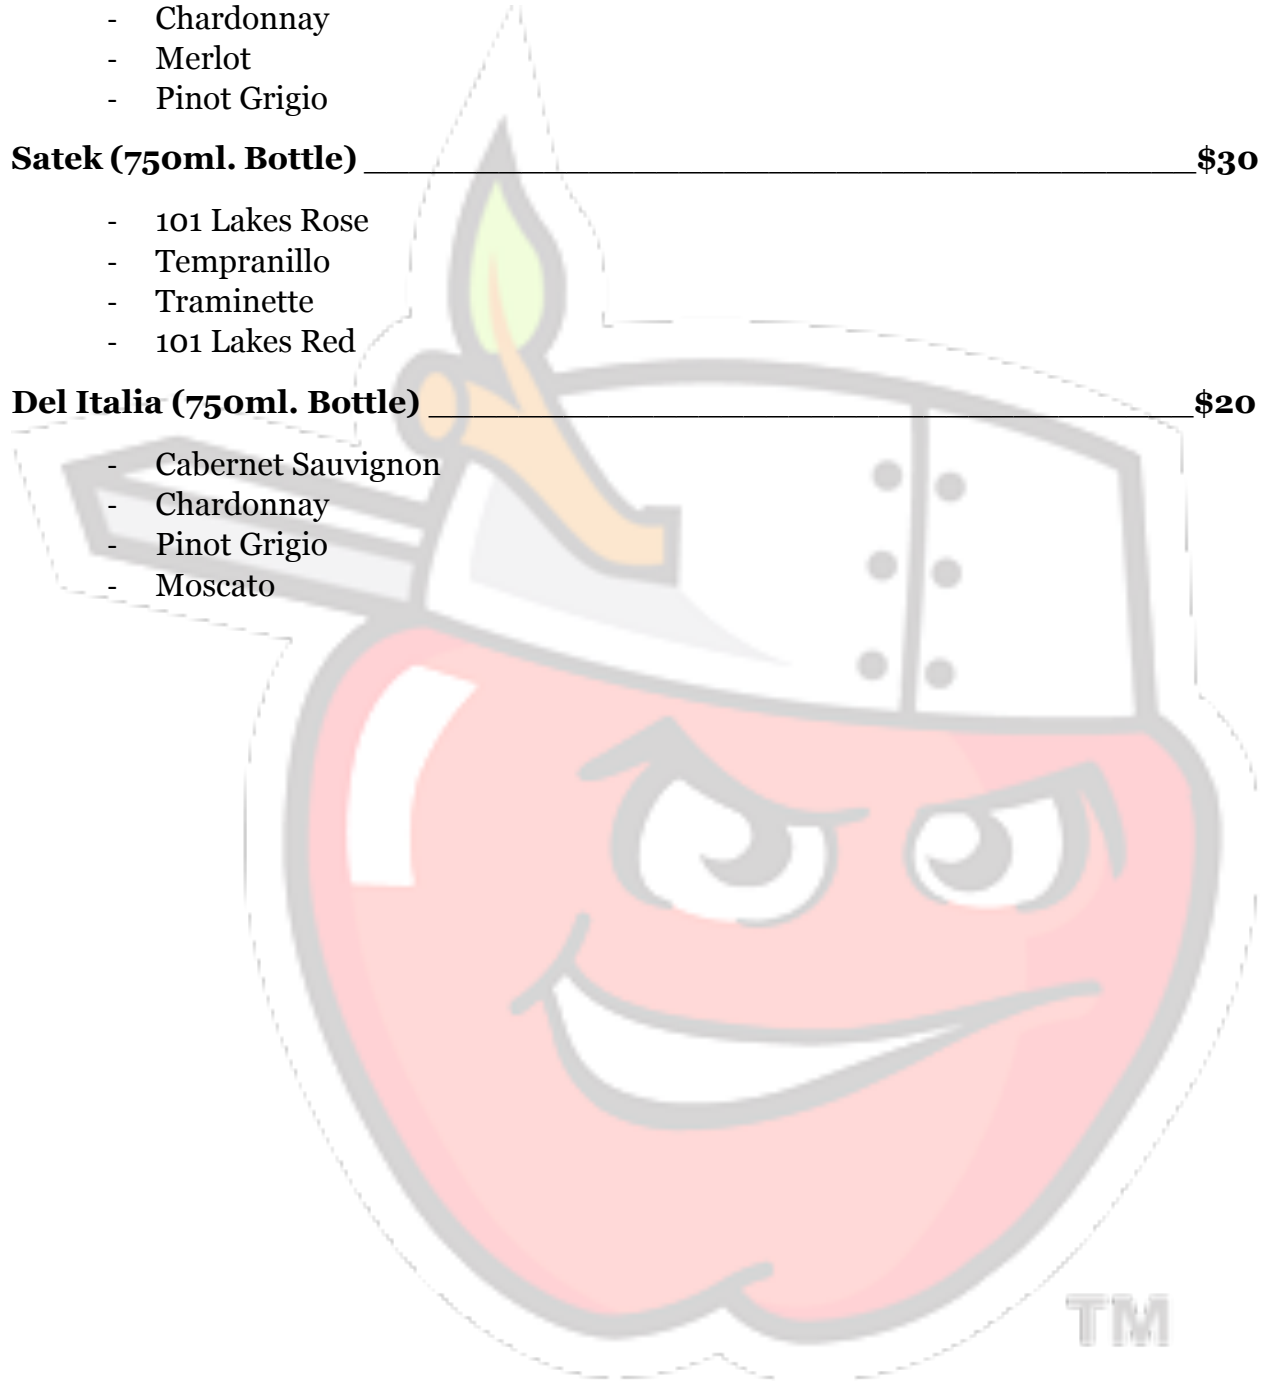 - Chardonnay
- Merlot
- Pinot Grigio
Satek (750ml. Bottle) _______________________________________$30
- 101 Lakes Rose
- Tempranillo
- Traminette
- 101 Lakes Red
Del Italia (750ml. Bottle) ____________________________________$20
- Cabernet Sauvignon
- Chardonnay
- Pinot Grigio
- Moscato
TM